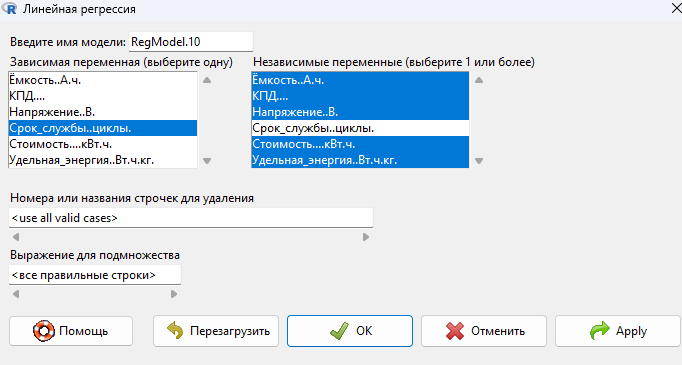 Линейная регрессия
Введите имя модели: RegModel.10
Зависимая переменная (выберите одну) Независимые переменные (выберите 1 или более)
Ёмкость..А.ч. Ёмкость..А.ч.
КПД.... КПД....
Напряжение..В. Напряжение..В.
Срок_службы..циклы. Срок_службы..циклы.
Стоимость....кВт.ч. Стоимость....кВт.ч.
Удельная_энергия..Вт.ч.кг. Удельная_энергия..Вт.ч.кг.
Номера или названия строчек для удаления
<use all valid cases>
Выражение для подмножества
<все правильные строки>
Помощь Перезагрузить OK Отменить Apply